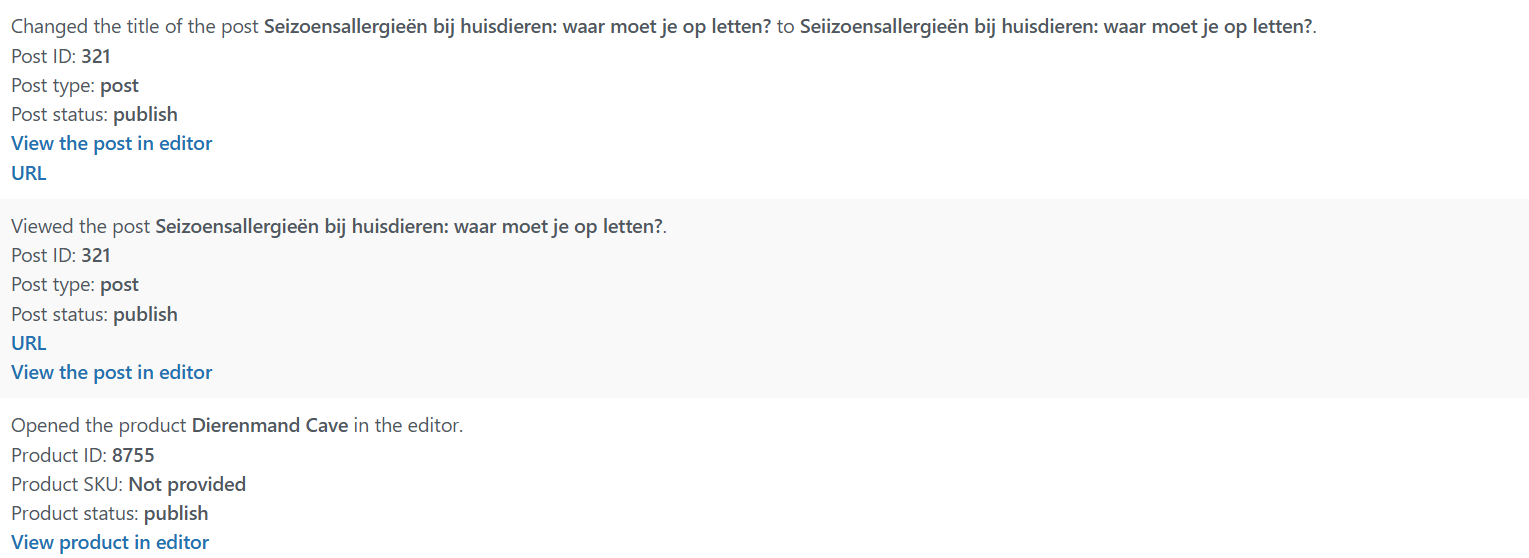 Changed the title of the post Seizoensallergieën bij huisdieren: waar moet je op letten? to Seiizoensallergieën bij huisdieren: waar moet je op letten?.
Post ID: 321
Post type: post
Post status: publish
View the post in editor
URL
Viewed the post Seizoensallergieën bij huisdieren: waar moet je op letten?.
Post ID: 321
Post type: post
Post status: publish
URL
View the post in editor
Opened the product Dierenmand Cave in the editor.
Product ID: 8755
Product SKU: Not provided
Product status: publish
View product in editor